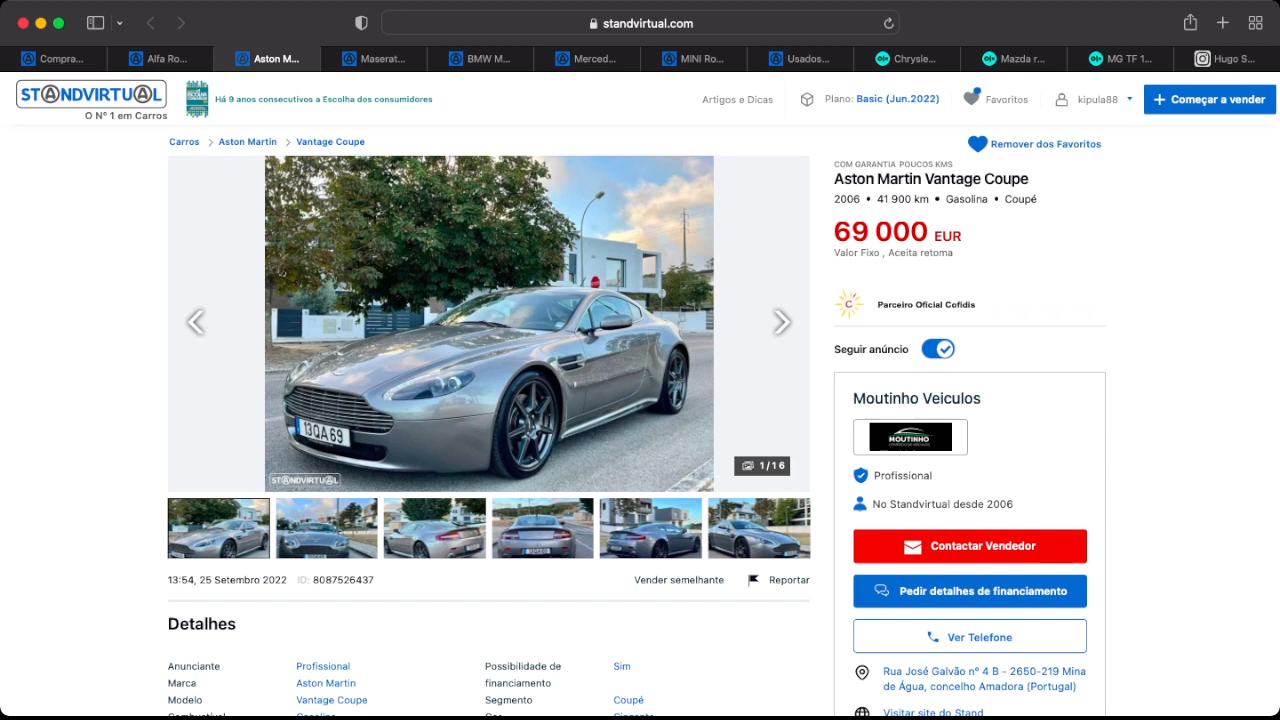 standvirtual.com
Compra...
Alfa Ro...
Aston M...
Maserat...
BMW M...
Merced...
MINI Ro...
Usados...
Chrysle...
Mazda r...
MG TF 1...
Hugo S...
STANDVIRTUAL
O Nº 1 em Carros
Há 9 anos consecutivos a Escolha dos consumidores
Artigos e Dicas
Plano: Basic (Jun.2022)
Favoritos
kipula88
Começar a vender
Carros
Aston Martin
Vantage Coupe
Remover dos Favoritos
COM GARANTIA POUCOS KMS
Aston Martin Vantage Coupe
2006 • 41 900 km • Gasolina • Coupé
69 000 EUR
Valor Fixo , Aceita retoma
C
Parceiro Oficial Cofidis
Seguir anúncio
13QA69
STANDVIRTUAL
1/16
Moutinho Veiculos
MOUTINHO
Profissional
No Standvirtual desde 2006
Contactar Vendedor
Pedir detalhes de financiamento
Ver Telefone
Rua José Galvão nº 4 B - 2650-219 Mina
de Água, concelho Amadora (Portugal)
Visitar site do Stand
13:54, 25 Setembro 2022
ID: 8087526437
Vender semelhante
Reportar
Detalhes
Anunciante
Profissional
Possibilidade de
financiamento
Sim
Marca
Aston Martin
Modelo
Vantage Coupe
Segmento
Coupé
Combustível
Gasolina
Cor
Cinzento